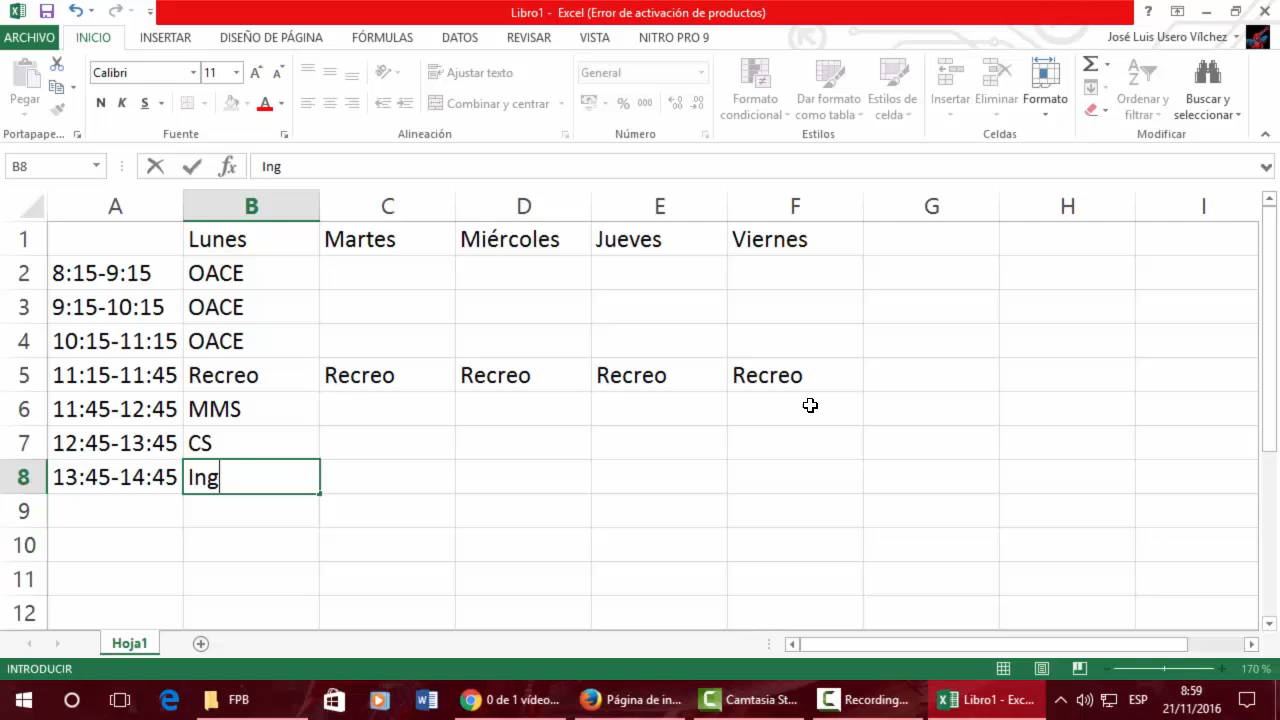 Libro1 - Excel (Error de activación de productos)
ARCHIVO INICIO INSERTAR DISEÑO DE PÁGINA FÓRMULAS DATOS REVISAR VISTA NITRO PRO 9 José Luis Usero Vílchez
Pegar
Portapape...
Calibri 11
N K S A
Fuente
Ajustar texto
Combinar y centrar
Alineación
General
% 000
Número
Formato condicional
Dar formato como tabla
Estilos de celda
Estilos
Insertar Eliminar Formato
Celdas
Ordenar y filtrar
Buscar y seleccionar
Modificar
B8 fx Ing
A B C D E F G H I
1 Lunes Martes Miércoles Jueves Viernes
2 8:15-9:15 OACE
3 9:15-10:15 OACE
4 10:15-11:15 OACE
5 11:15-11:45 Recreo Recreo Recreo Recreo Recreo
6 11:45-12:45 MMS
7 12:45-13:45 CS
8 13:45-14:45 Ing
9
10
11
12
Hoja1
INTRODUCIR 170 %
FPB 0 de 1 vídeo... Página de in... Camtasia St... Recording... Libro1 - Exc... ESP 8:59
21/11/2016